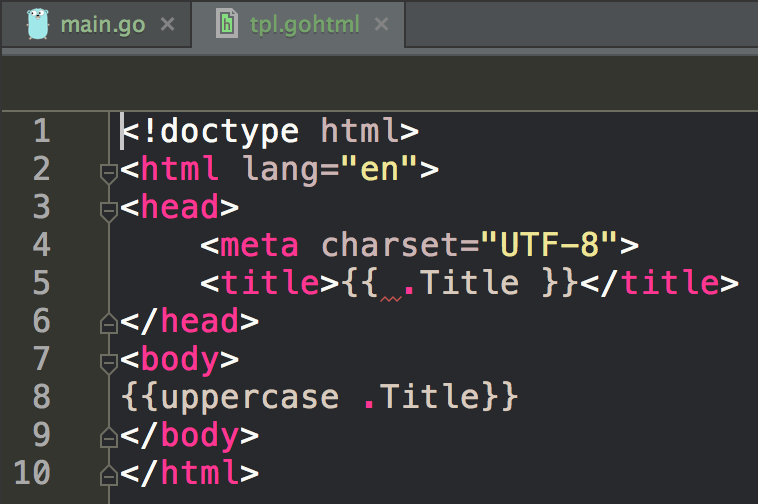 main.go × tpl.gohtml ×
1 <!doctype html>
2 <html lang="en">
3 <head>
4     <meta charset="UTF-8">
5     <title>{{ .Title }}</title>
6 </head>
7 <body>
8 {{uppercase .Title}}
9 </body>
10 </html>